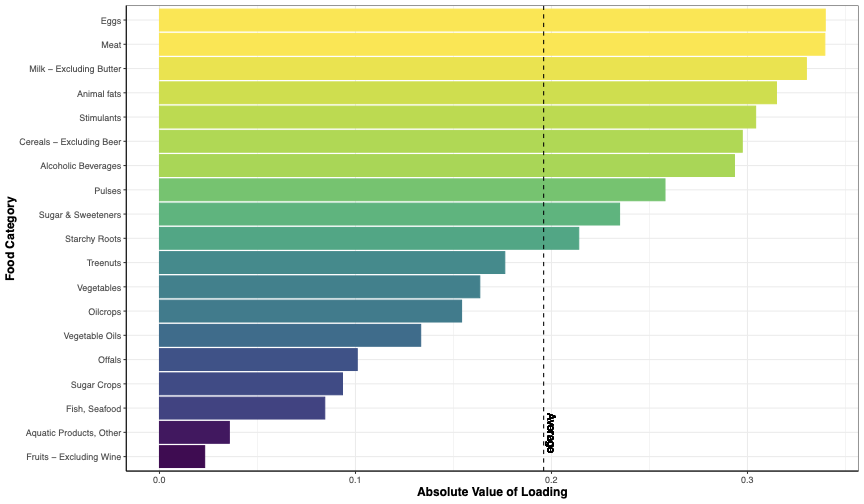 Eggs
Meat
Milk – Excluding Butter
Animal fats
Stimulants
Cereals – Excluding Beer
Alcoholic Beverages
Pulses
Sugar & Sweeteners
Starchy Roots
Treenuts
Vegetables
Oilcrops
Vegetable Oils
Offals
Sugar Crops
Fish, Seafood
Aquatic Products, Other
Fruits – Excluding Wine
Food Category
Average
0.0 0.1 0.2 0.3
Absolute Value of Loading